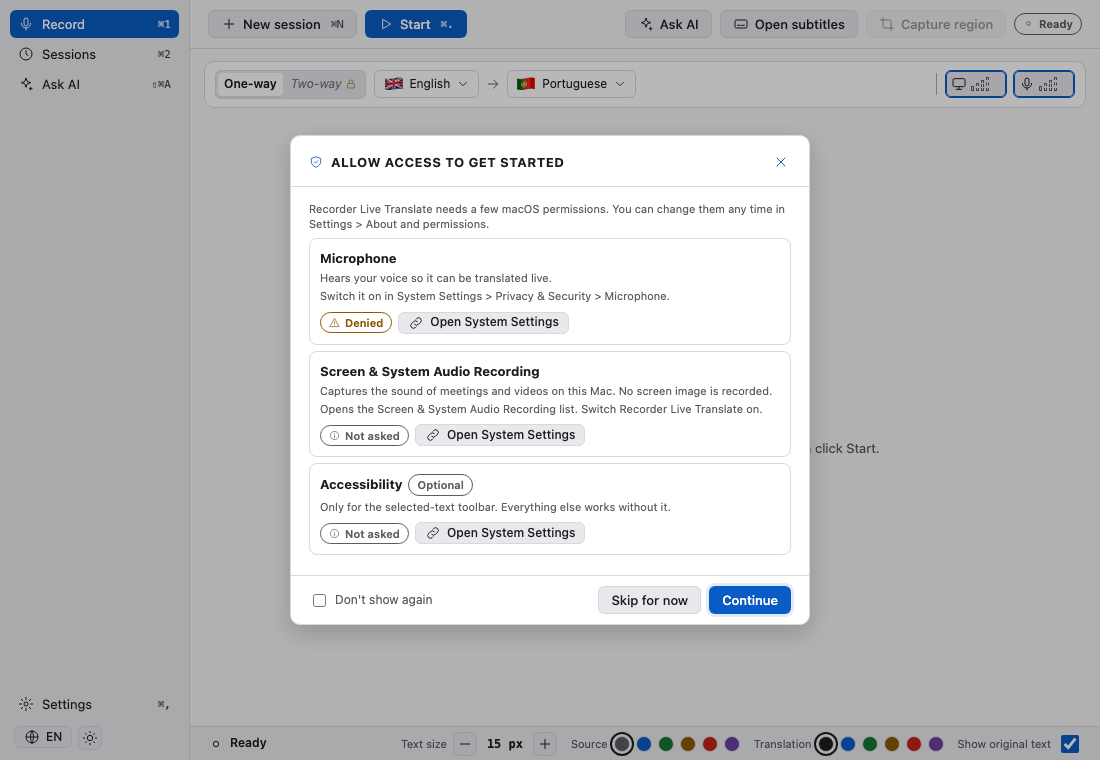 Record ⌘1
Sessions ⌘2
Ask AI ⇧⌘A
New session ⌘N
Start ⌘.
Ask AI
Open subtitles
Capture region
Ready
One-way
Two-way
English
Portuguese
ALLOW ACCESS TO GET STARTED
Recorder Live Translate needs a few macOS permissions. You can change them any time in
Settings > About and permissions.
Microphone
Hears your voice so it can be translated live.
Switch it on in System Settings > Privacy & Security > Microphone.
Denied
Open System Settings
Screen & System Audio Recording
Captures the sound of meetings and videos on this Mac. No screen image is recorded.
Opens the Screen & System Audio Recording list. Switch Recorder Live Translate on.
Not asked
Open System Settings
click Start.
Accessibility Optional
Only for the selected-text toolbar. Everything else works without it.
Not asked
Open System Settings
Don't show again
Skip for now
Continue
Settings ⌘,
EN
Ready
Text size
15 px
Source
Translation
Show original text